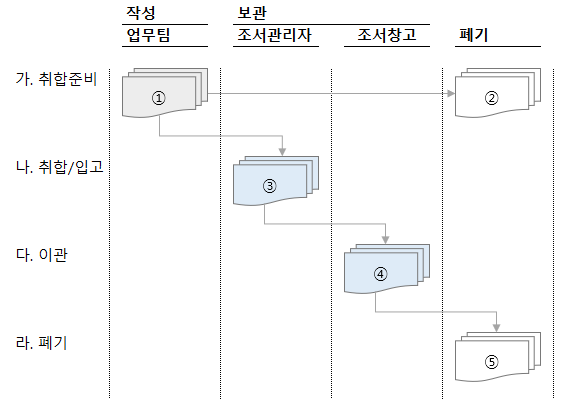 작성 보관
업무팀 조서관리자 조서창고 폐기
가. 취합준비 ① ②
나. 취합/입고 ③
다. 이관 ④
라. 폐기 ⑤